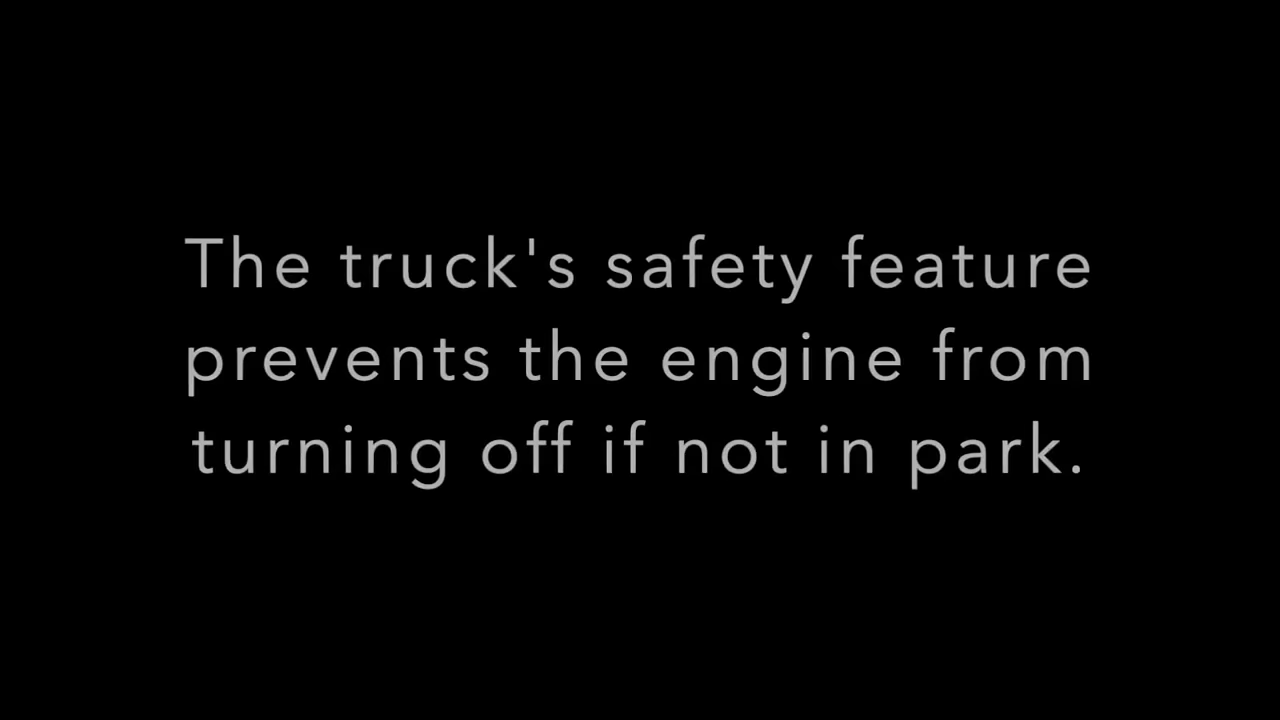 The truck's safety feature
prevents the engine from
turning off if not in park.